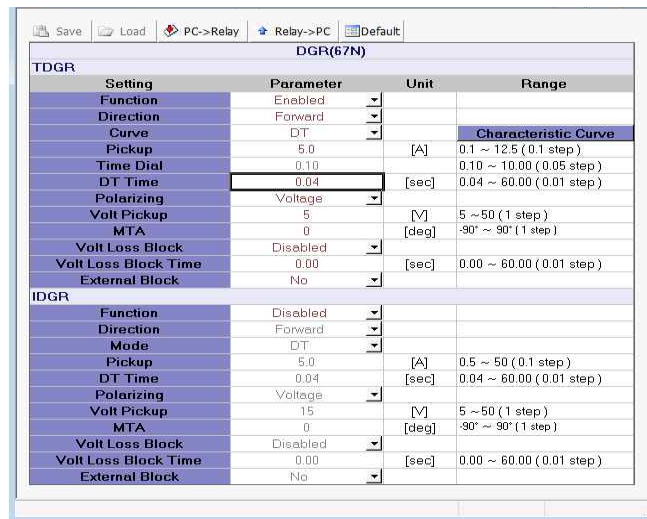 Save Load PC->Relay Relay->PC Default
DGR(67N)
TDGR
Setting Parameter Unit Range
Function Enabled
Direction Forward
Curve DT Characteristic Curve
Pickup 5.0 [A] 0.1 ~ 12.5 ( 0.1 step )
Time Dial 0.10 0.10 ~ 10.00 ( 0.05 step )
DT Time 0.04 [sec] 0.04 ~ 60.00 ( 0.01 step )
Polarizing Voltage
Volt Pickup 5 [V] 5 ~50 ( 1 step )
MTA 0 [deg] -90° ~ 90° ( 1 step )
Volt Loss Block Disabled
Volt Loss Block Time 0.00 [sec] 0.00 ~ 60.00 ( 0.01 step )
External Block No
IDGR
Function Disabled
Direction Forward
Mode DT
Pickup 5.0 [A] 0.5 ~ 50 ( 0.1 step )
DT Time 0.04 [sec] 0.04 ~ 60.00 ( 0.01 step )
Polarizing Voltage
Volt Pickup 15 [V] 5 ~50 ( 1 step )
MTA 0 [deg] -90° ~ 90° ( 1 step )
Volt Loss Block Disabled
Volt Loss Block Time 0.00 [sec] 0.00 ~ 60.00 ( 0.01 step )
External Block No